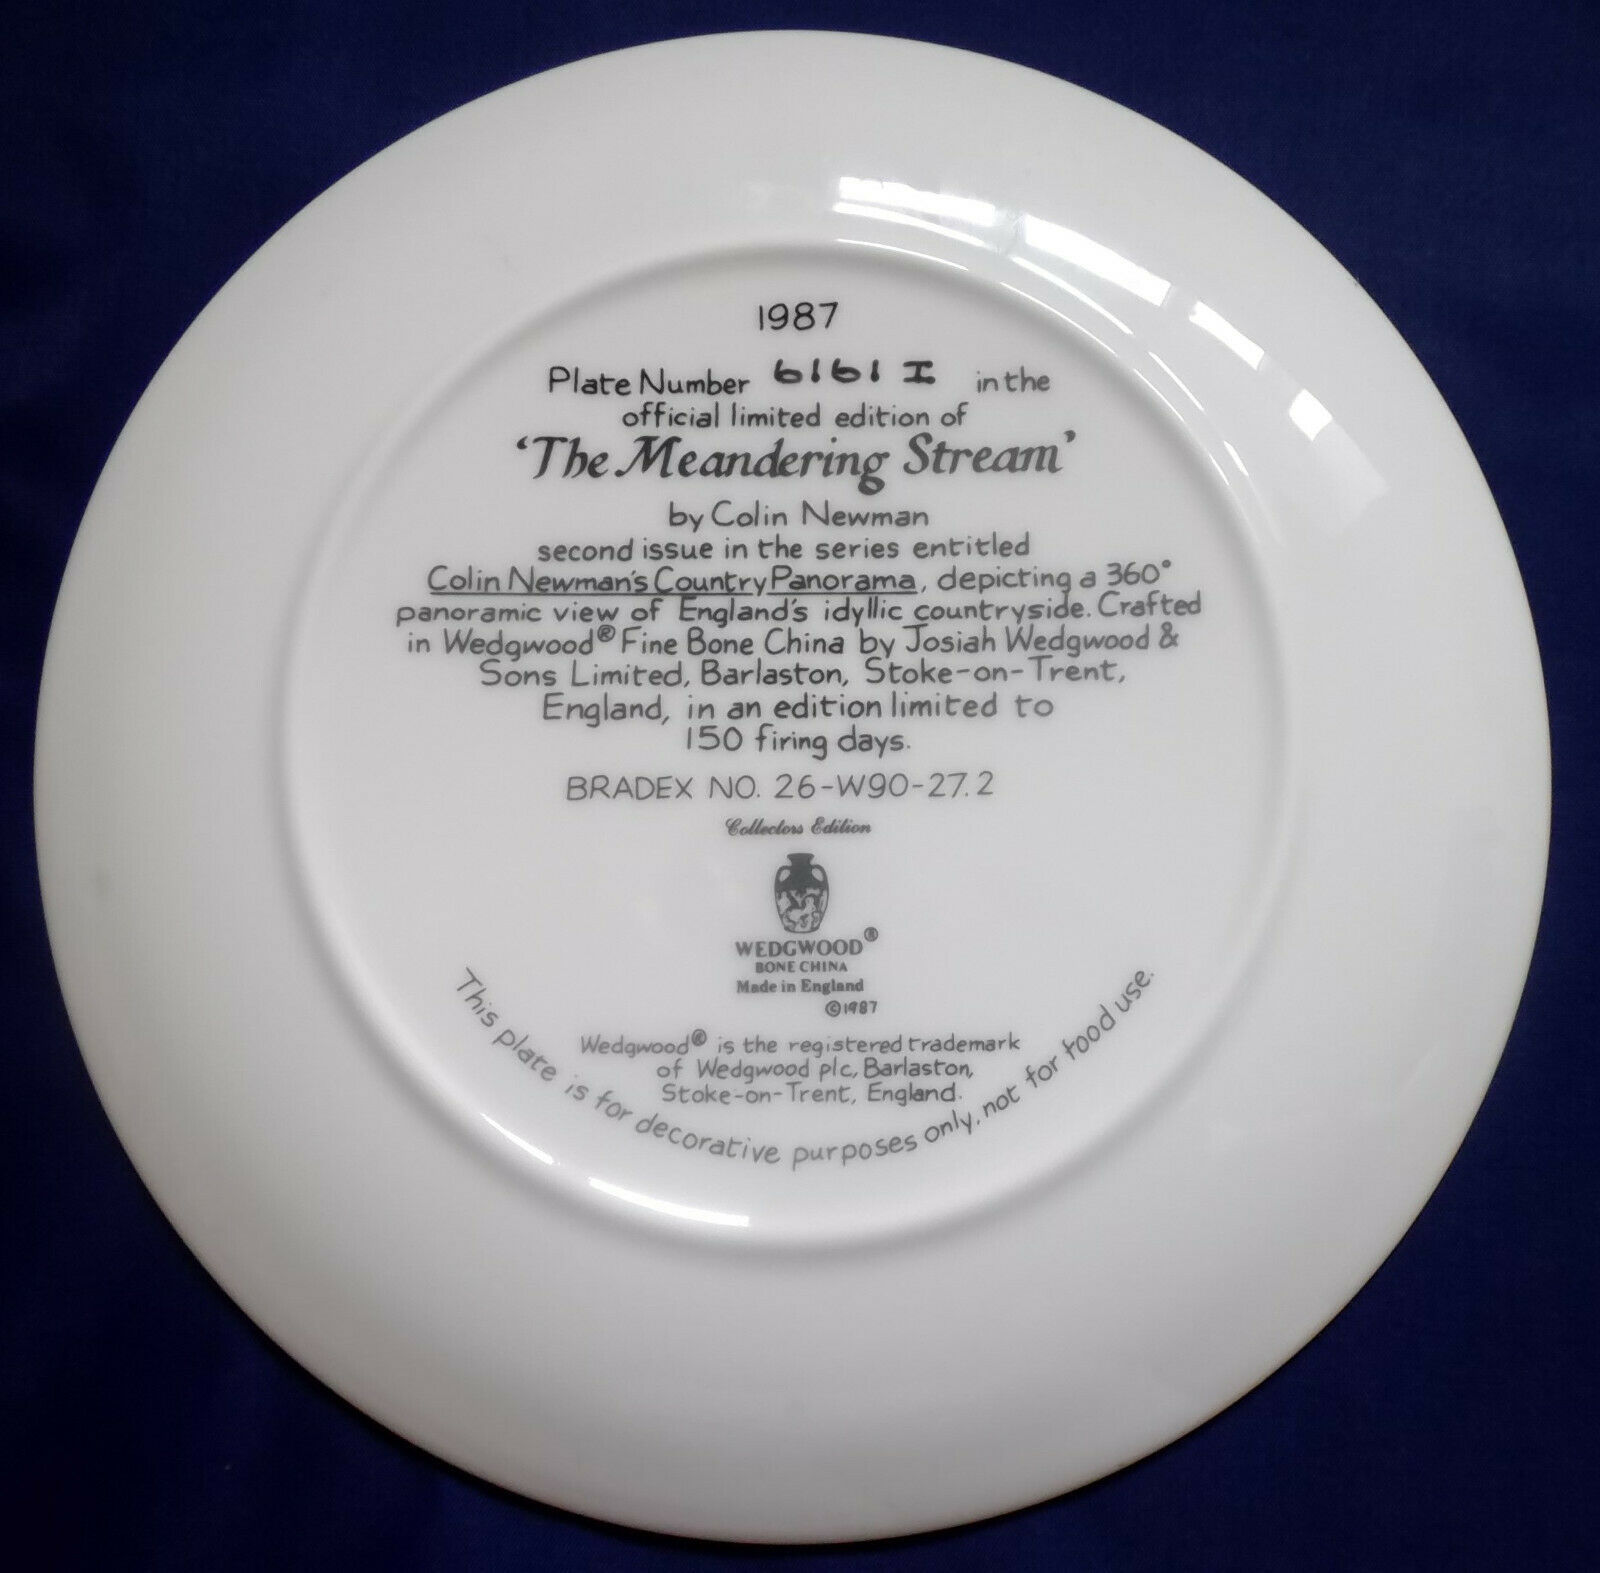 1987
Plate Number 6161 I in the
official limited edition of
‘The Meandering Stream’
by Colin Newman
second issue in the series entitled
Colin Newman's Country Panorama, depicting a 360°
panoramic view of England's idyllic countryside. Crafted
in Wedgwood® Fine Bone China by Josiah Wedgwood &
Sons Limited, Barlaston, Stoke-on-Trent,
England, in an edition limited to
150 firing days.
BRADEX NO. 26-W90-27.2
Collectors Edition
WEDGWOOD®
BONE CHINA
Made in England
©1987
Wedgwood® is the registered trademark
of Wedgwood plc, Barlaston,
Stoke-on-Trent, England.
This plate is for decorative purposes only, not for food use.